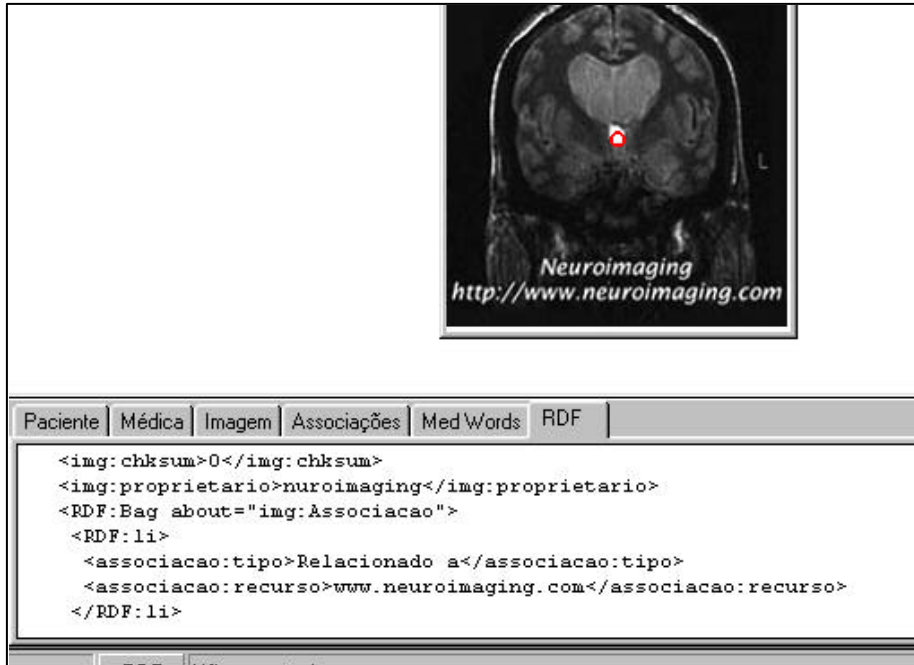 L
Neuroimaging
http://www.neuroimaging.com
Paciente Médica Imagem Associações Med Words RDF
<img:chksum>0</img:chksum>
<img:proprietario>nuroimaging</img:proprietario>
<RDF:Bag about="img:Associacao">
<RDF:li>
<associacao:tipo>Relacionado a</associacao:tipo>
<associacao:recurso>www.neuroimaging.com</associacao:recurso>
</RDF:li>